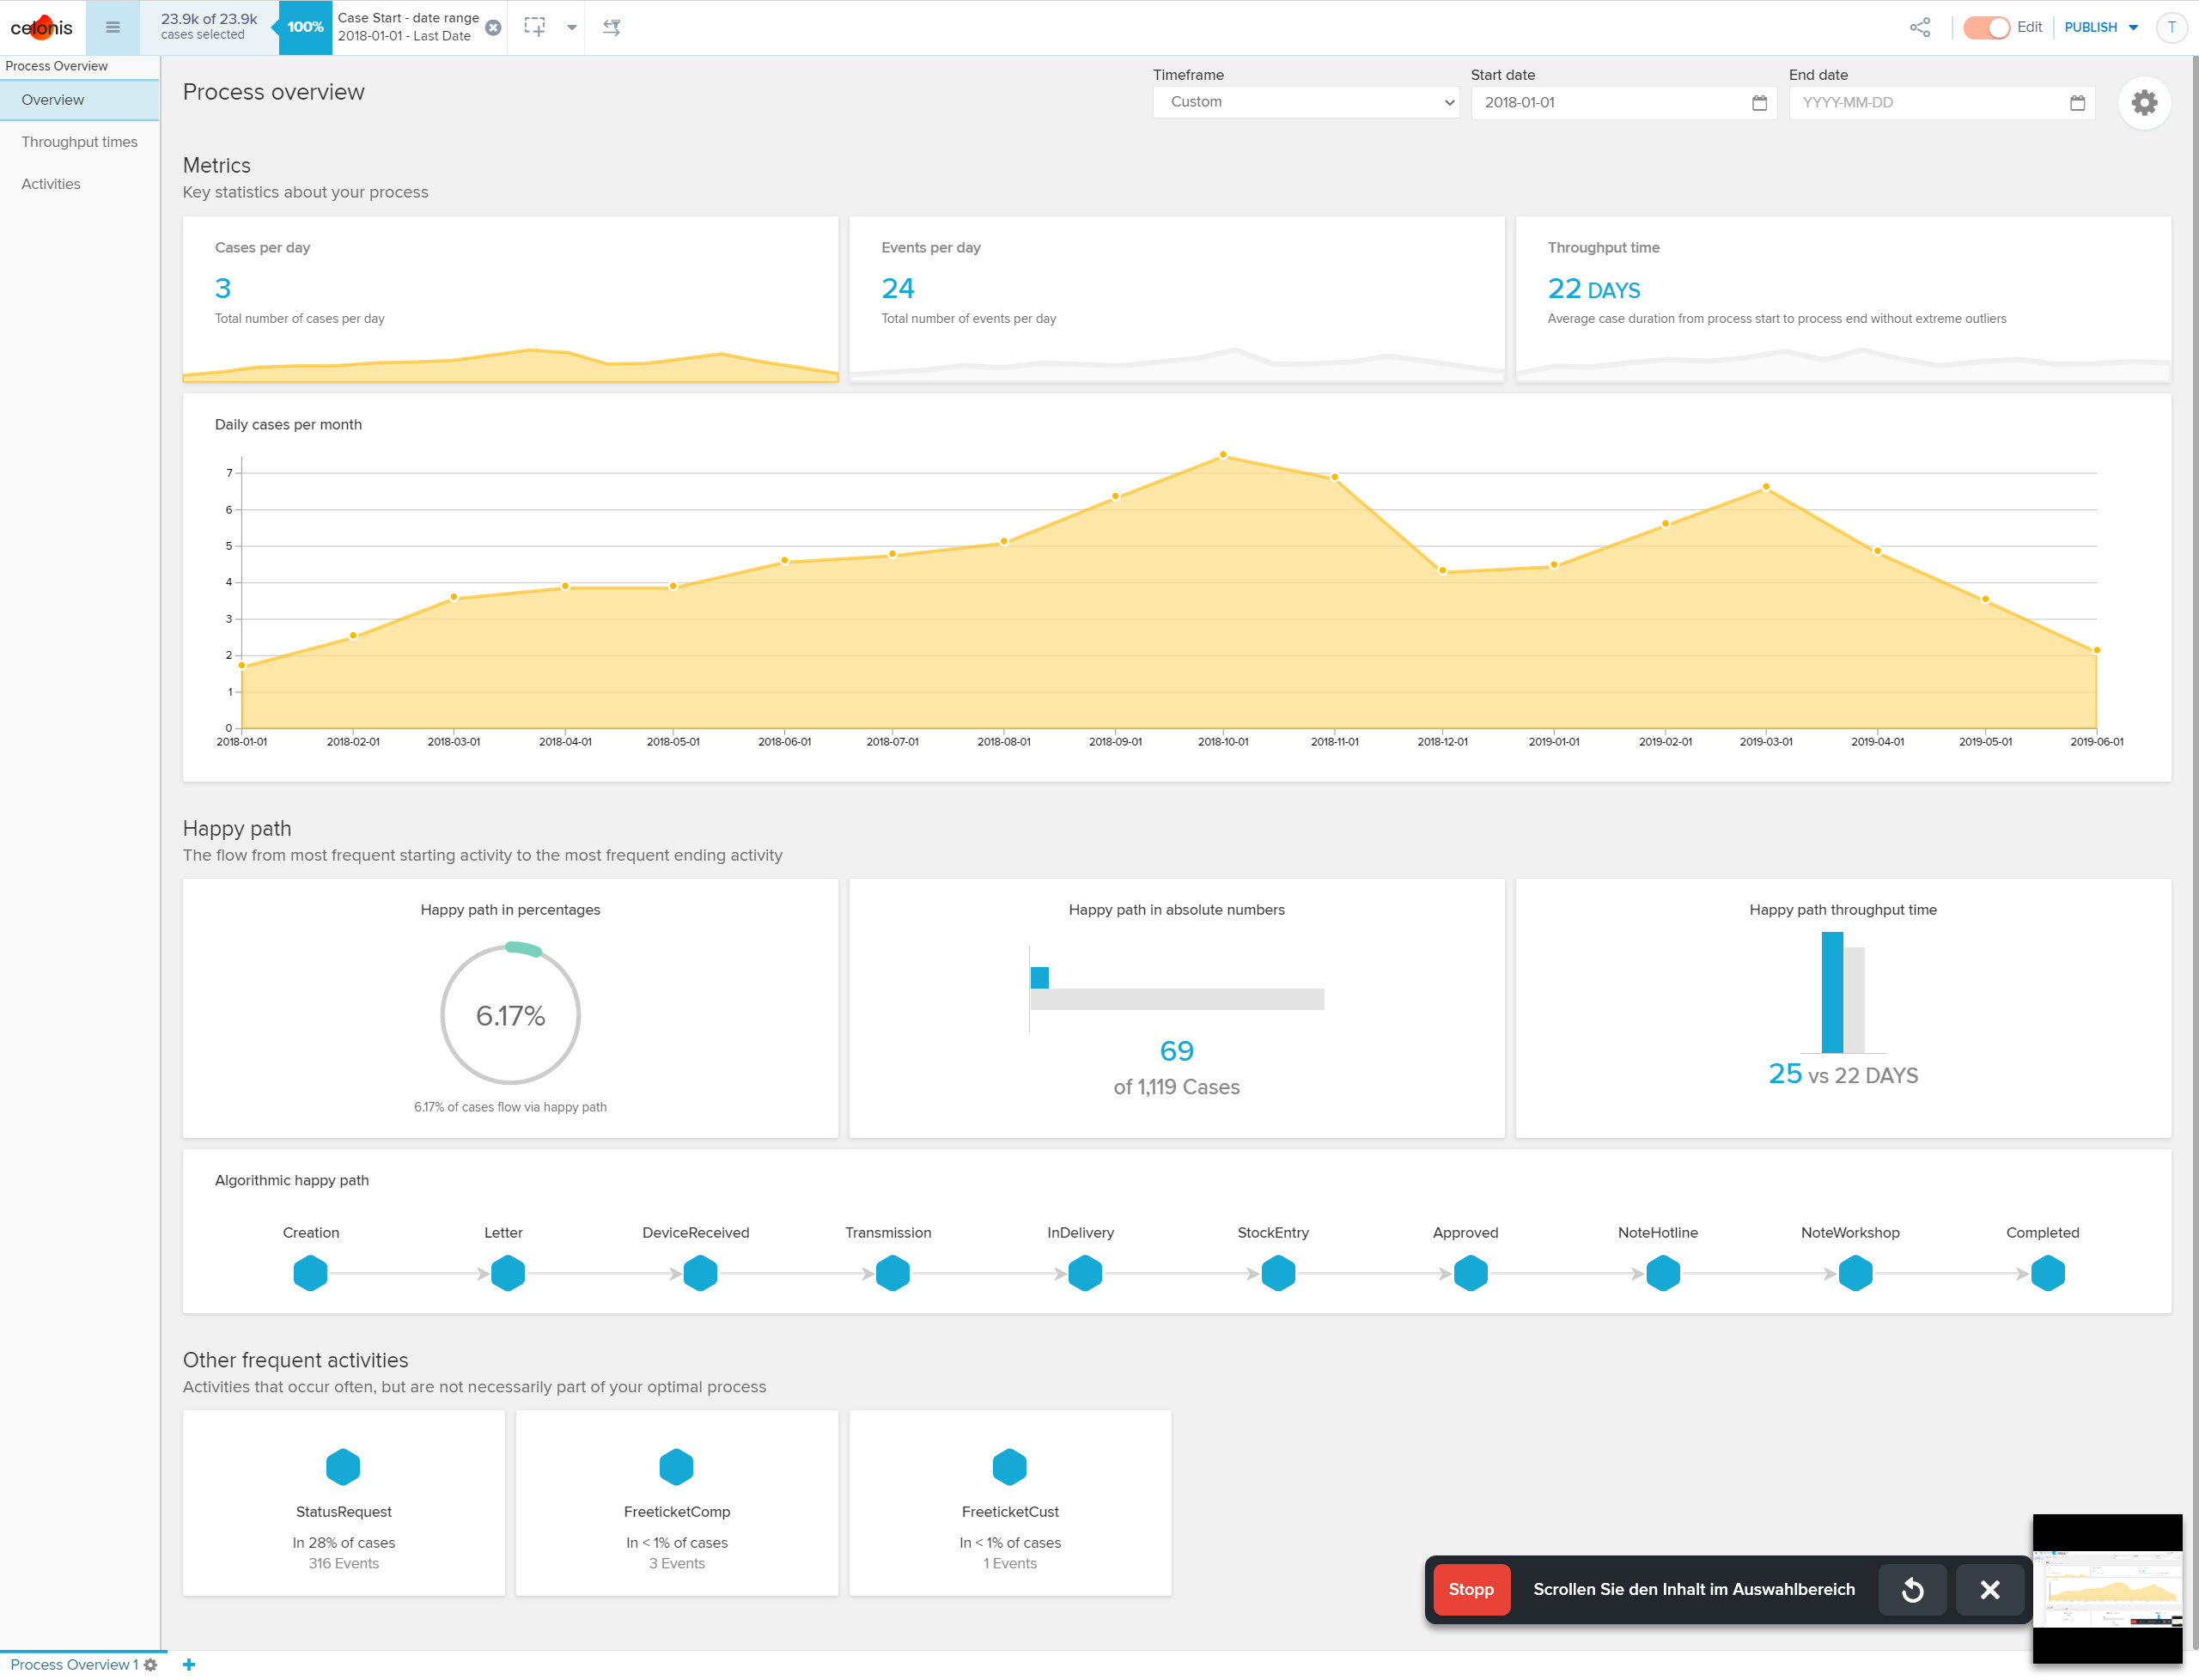 celonis
23.9k of 23.9k
cases selected
100%
Case Start - date range
2018-01-01 - Last Date
Edit
PUBLISH
T
Process Overview
Overview
Throughput times
Activities
Process overview
Timeframe
Custom
Start date
2018-01-01
End date
YYYY-MM-DD
Metrics
Key statistics about your process
Cases per day
3
Total number of cases per day
Events per day
24
Total number of events per day
Throughput time
22 DAYS
Average case duration from process start to process end without extreme outliers
Daily cases per month
7
6
5
4
3
2
1
0
2018-01-01 2018-02-01 2018-03-01 2018-04-01 2018-05-01 2018-06-01 2018-07-01 2018-08-01 2018-09-01 2018-10-01 2018-11-01 2018-12-01 2019-01-01 2019-02-01 2019-03-01 2019-04-01 2019-05-01 2019-06-01
Happy path
The flow from most frequent starting activity to the most frequent ending activity
Happy path in percentages
6.17%
6.17% of cases flow via happy path
Happy path in absolute numbers
69
of 1,119 Cases
Happy path throughput time
25 vs 22 DAYS
Algorithmic happy path
Creation Letter DeviceReceived Transmission InDelivery StockEntry Approved NoteHotline NoteWorkshop Completed
Other frequent activities
Activities that occur often, but are not necessarily part of your optimal process
StatusRequest
In 28% of cases
316 Events
FreeticketComp
In < 1% of cases
3 Events
FreeticketCust
In < 1% of cases
1 Events
Stopp
Scrollen Sie den Inhalt im Auswahlbereich
Process Overview 1